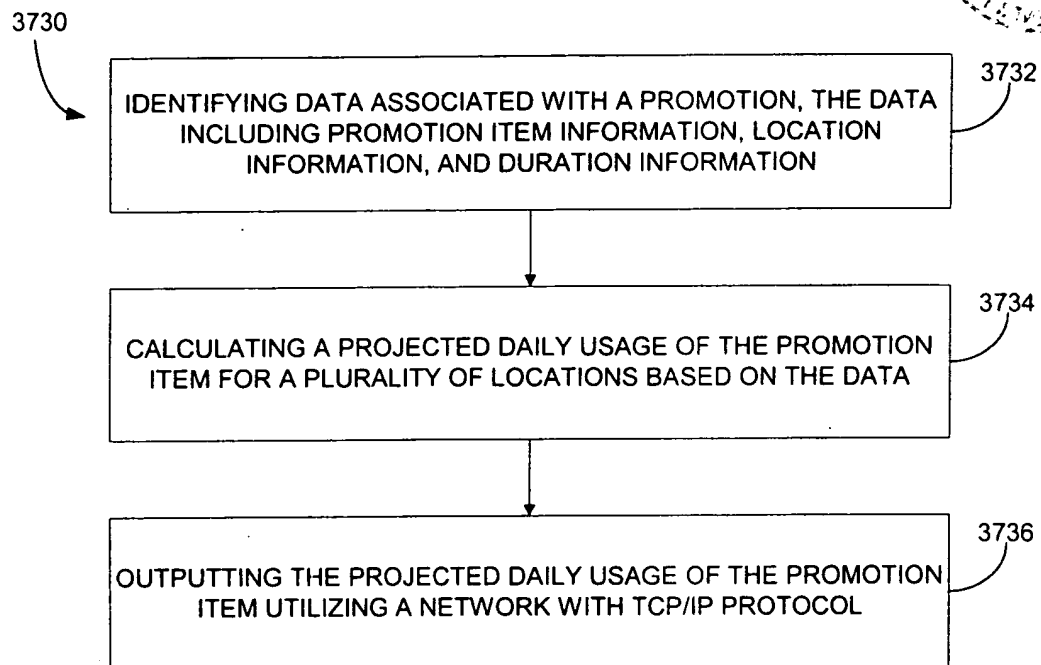 3730
3732
IDENTIFYING DATA ASSOCIATED WITH A PROMOTION, THE DATA
INCLUDING PROMOTION ITEM INFORMATION, LOCATION
INFORMATION, AND DURATION INFORMATION
3734
CALCULATING A PROJECTED DAILY USAGE OF THE PROMOTION
ITEM FOR A PLURALITY OF LOCATIONS BASED ON THE DATA
3736
OUTPUTTING THE PROJECTED DAILY USAGE OF THE PROMOTION
ITEM UTILIZING A NETWORK WITH TCP/IP PROTOCOL